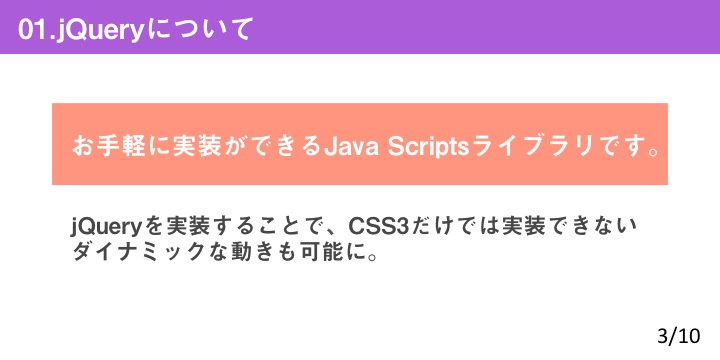 01.jQueryについて
お手軽に実装ができるJava Scriptsライブラリです。
jQueryを実装することで、CSS3だけでは実装できない
ダイナミックな動きも可能に。
3/10